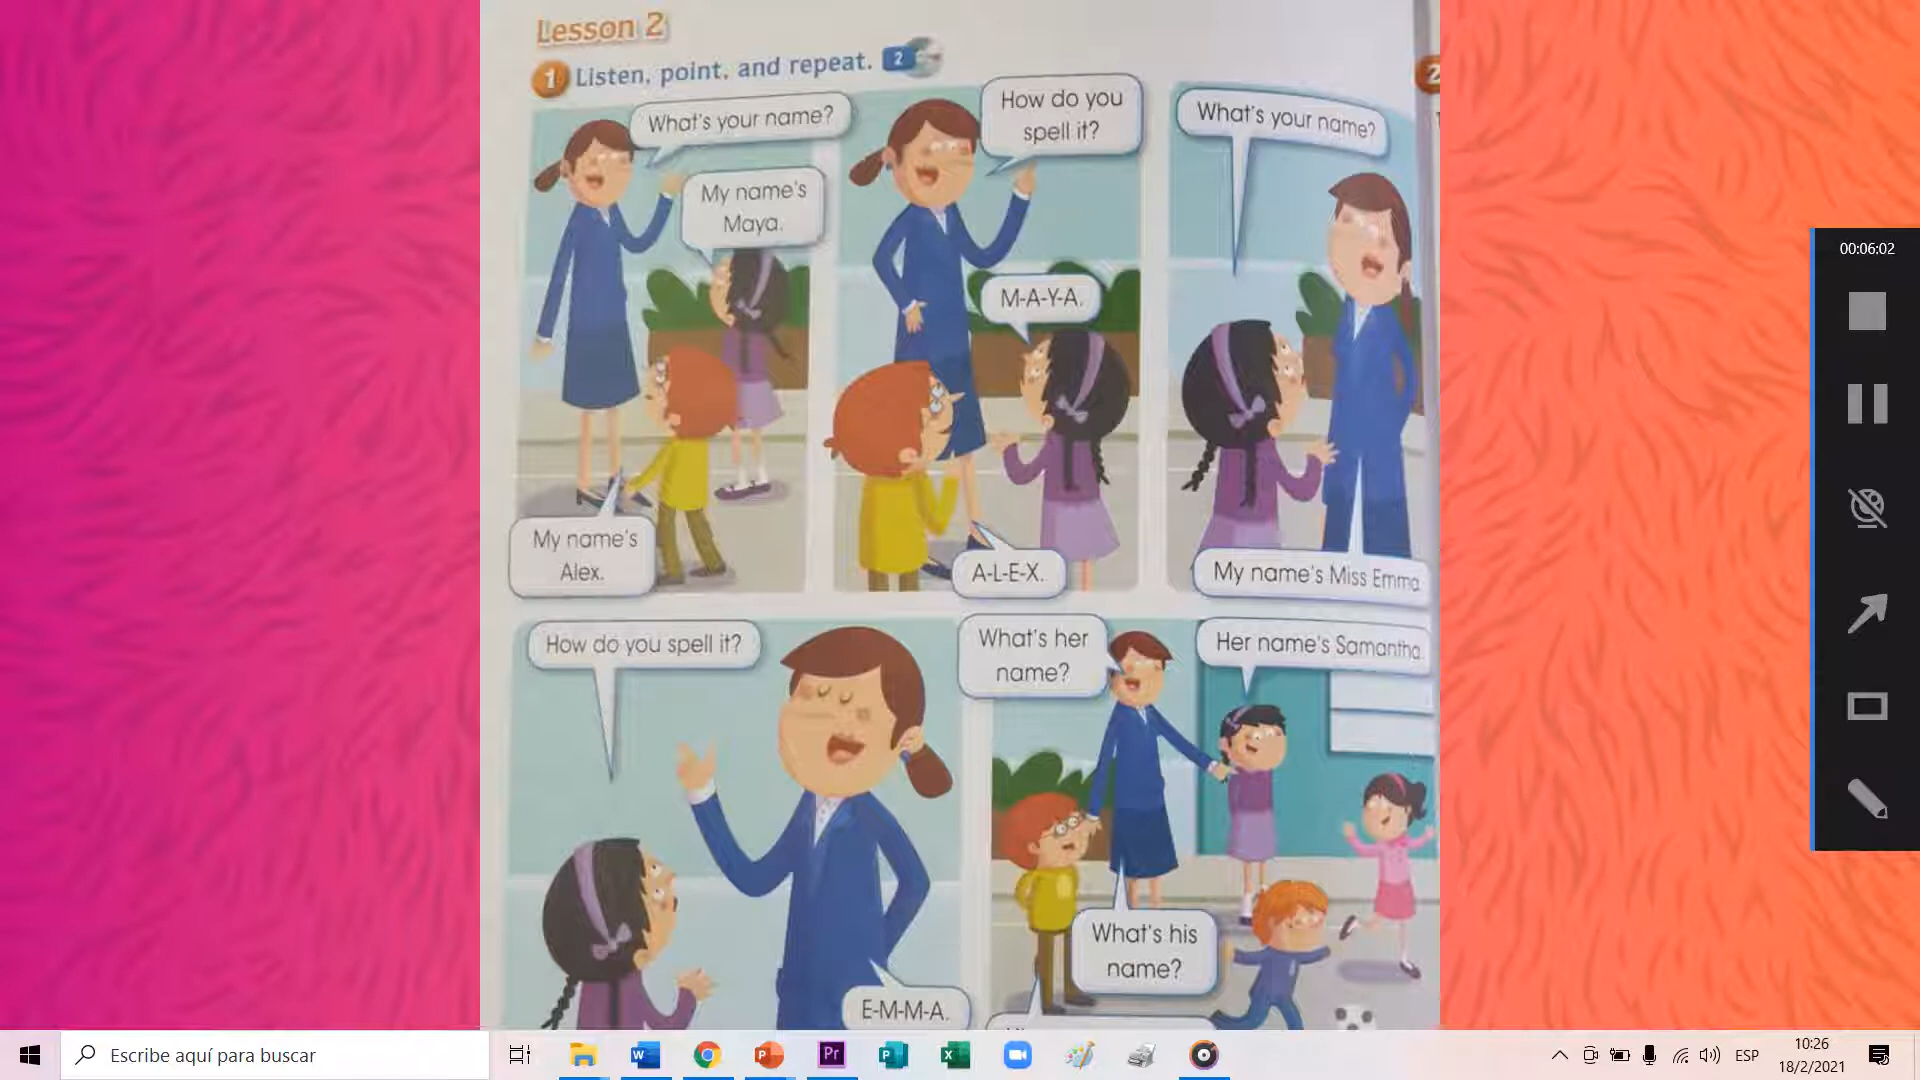 Lesson 2
1 Listen, point, and repeat. 2
2
What's your name?
My name's
Maya.
My name's
Alex.
How do you
spell it?
M-A-Y-A.
A-L-E-X.
What's your name?
My name's Miss Emma
How do you spell it?
E-M-M-A.
What's her
name?
Her name's Samantha.
What's his
name?
00:06:02
Escribe aquí para buscar
W
P
Pr
P
X
ESP
10:26
18/2/2021